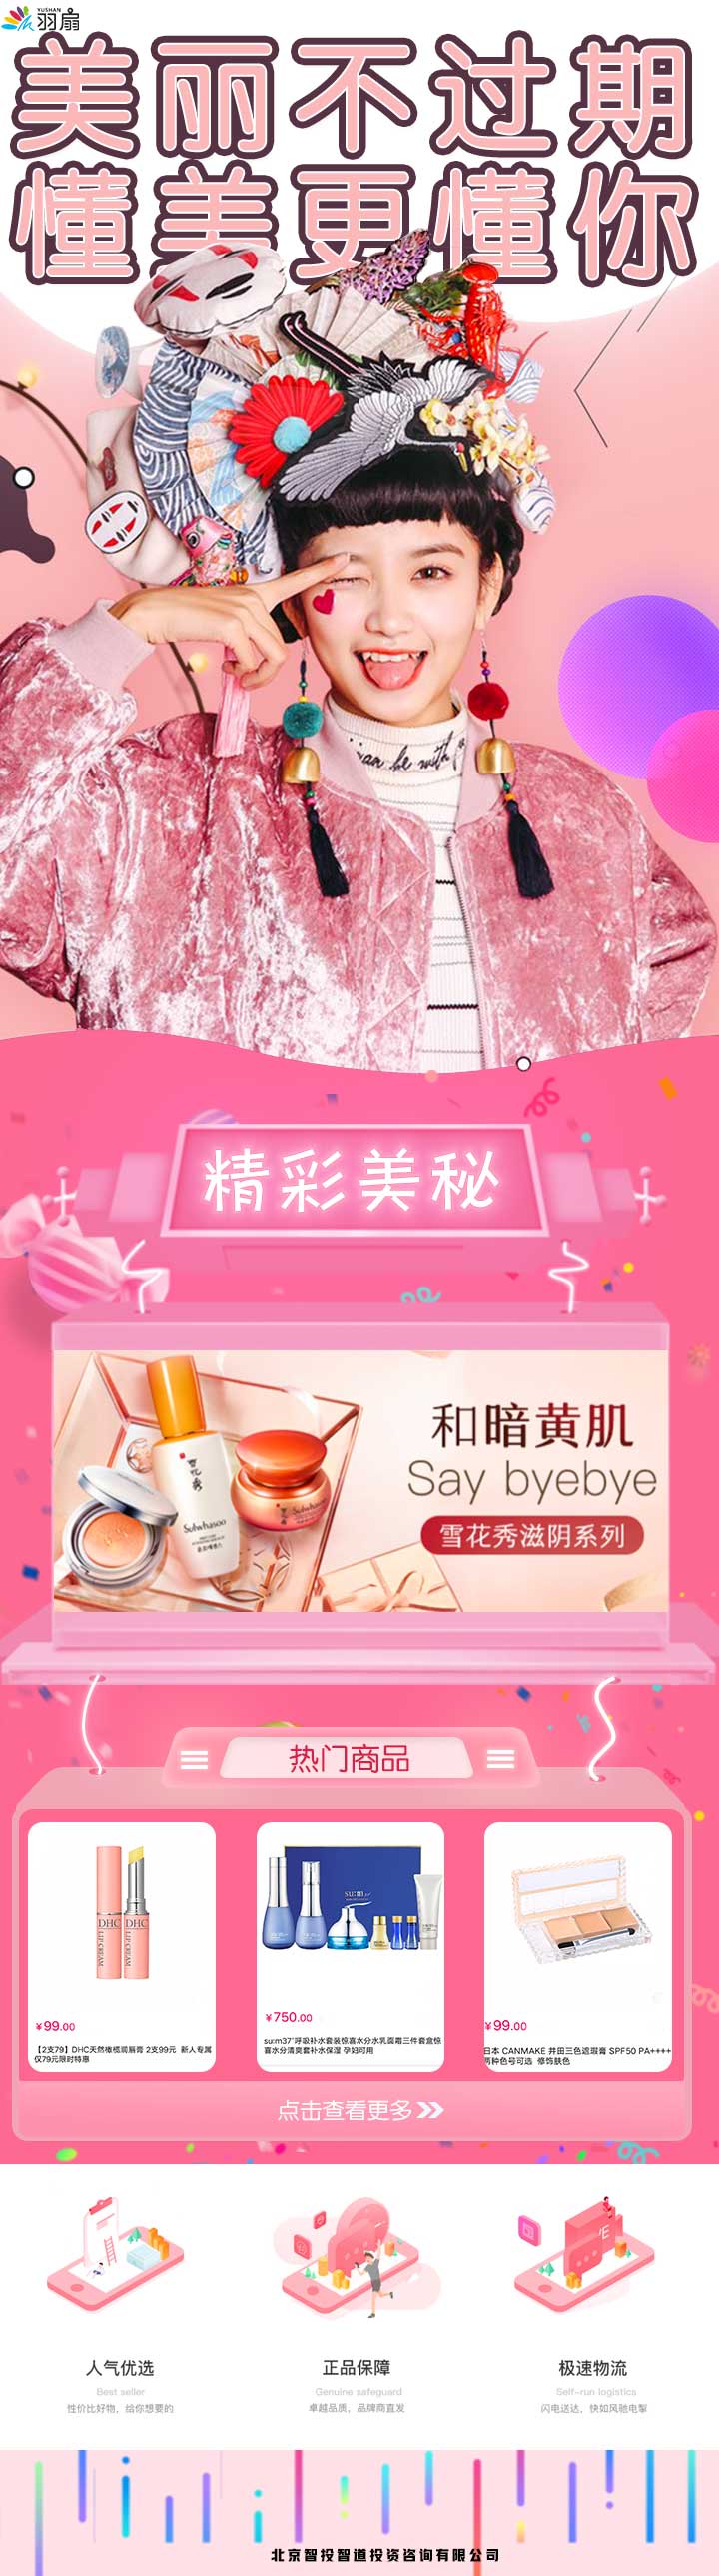 YUSHAN
羽扇
美丽不过期
懂美更懂你
精彩美秘
和暗黄肌
Say byebye
雪花秀滋阴系列
Sulwhasoo
Sulwhasoo
热门商品
DHC DHC
LIP CREAM LIP CREAM
su:m37°
¥99.00
【2支79】DHC天然橄榄润唇膏 2支99元 新人专属
仅79元限时特惠
¥750.00
su:m37°呼吸补水套装惊喜水分水乳面霜三件套盒惊
喜水分清爽套补水保湿 孕妇可用
¥99.00
日本 CANMAKE 井田三色遮瑕膏 SPF50 PA++++
两种色号可选 修饰肤色
点击查看更多
人气优选
Best seller
性价比好物，给你想要的
正品保障
Genuine safeguard
卓越品质，品牌商直发
极速物流
Self-run logistics
闪电送达，快如风驰电掣
北京智投智道投资咨询有限公司